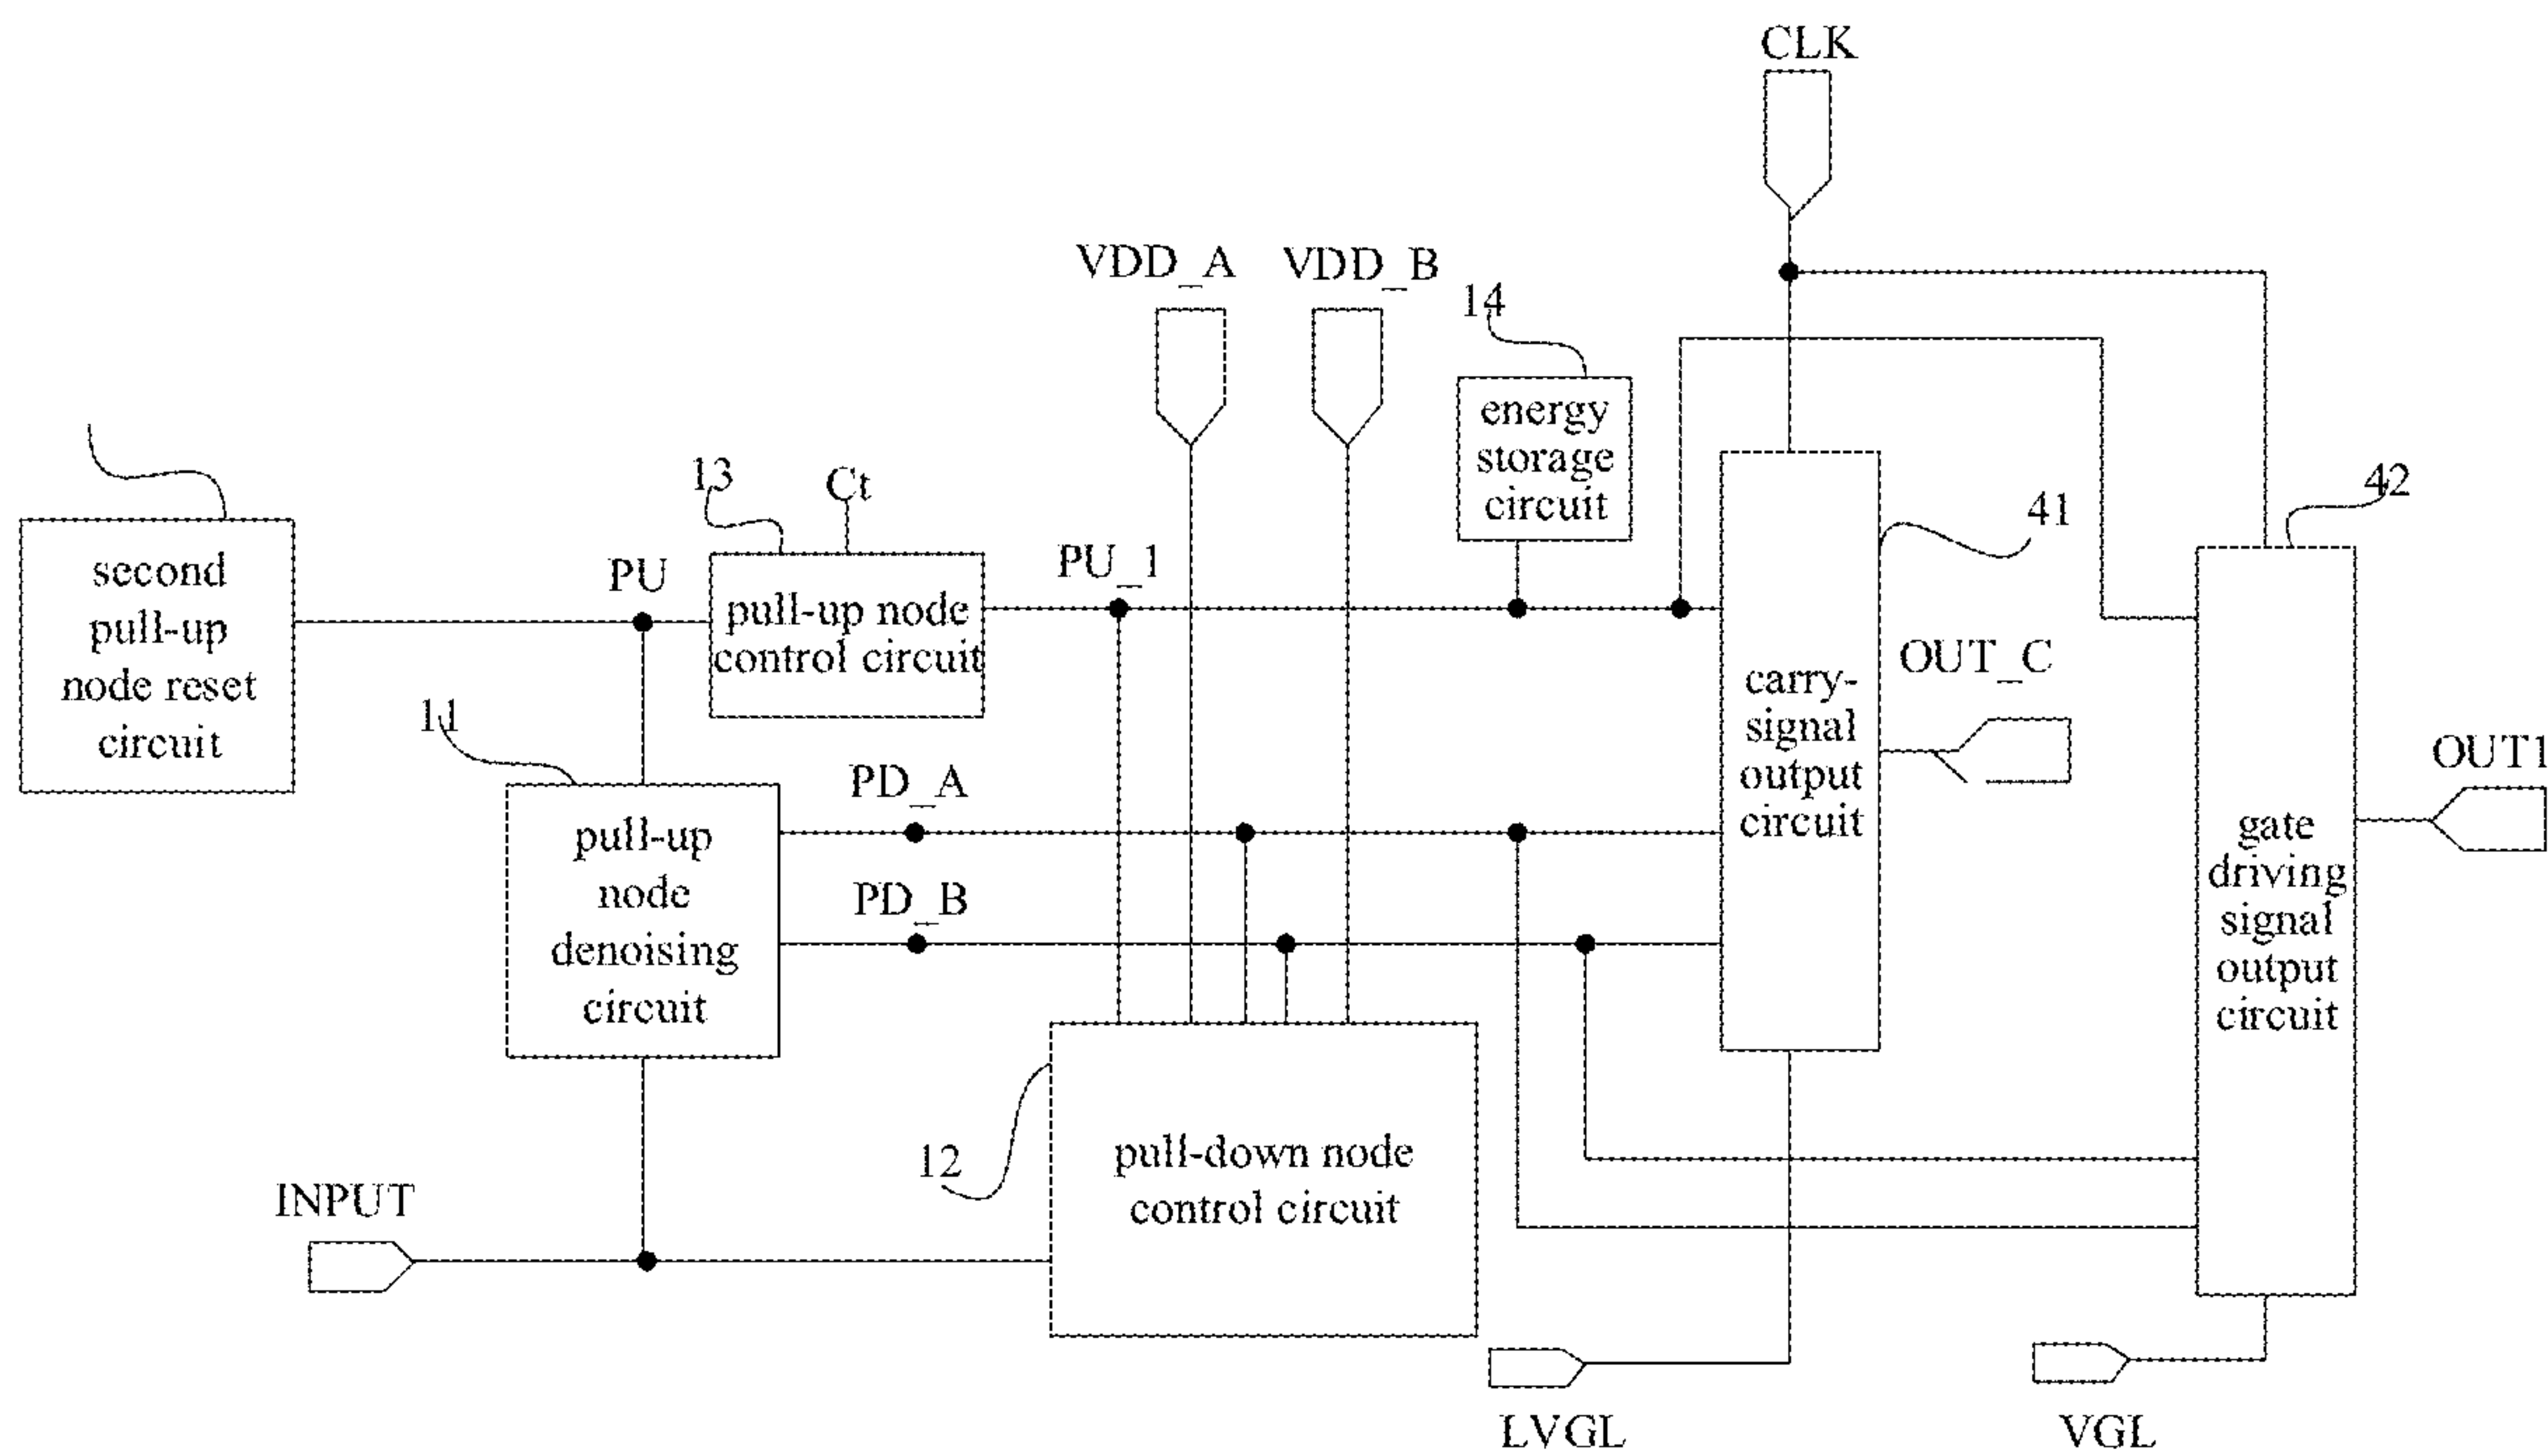 CLK
VDD_A
VDD_B
14
energy
storage
circuit
13
Ct
42
41
second
pull-up
node reset
circuit
PU
pull-up node
control circuit
PU_1
OUT_C
carry-
signal
output
circuit
11
PD_A
OUT1
pull-up
node
denoising
circuit
PD_B
gate
driving
signal
output
circuit
12
pull-down node
control circuit
INPUT
LVGL
VGL